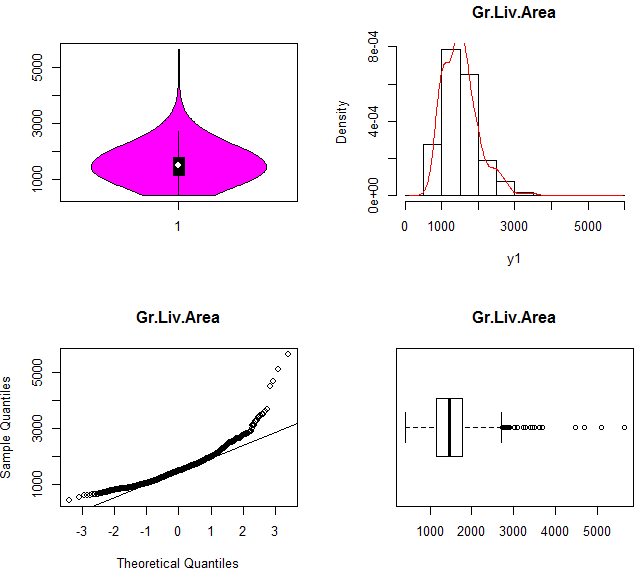 1000 3000 5000
1
Gr.Liv.Area
Density
0e+00 4e-04 8e-04
0 1000 3000 5000
y1
Gr.Liv.Area
Sample Quantiles
1000 3000 5000
-3 -2 -1 0 1 2 3
Theoretical Quantiles
Gr.Liv.Area
1000 2000 3000 4000 5000